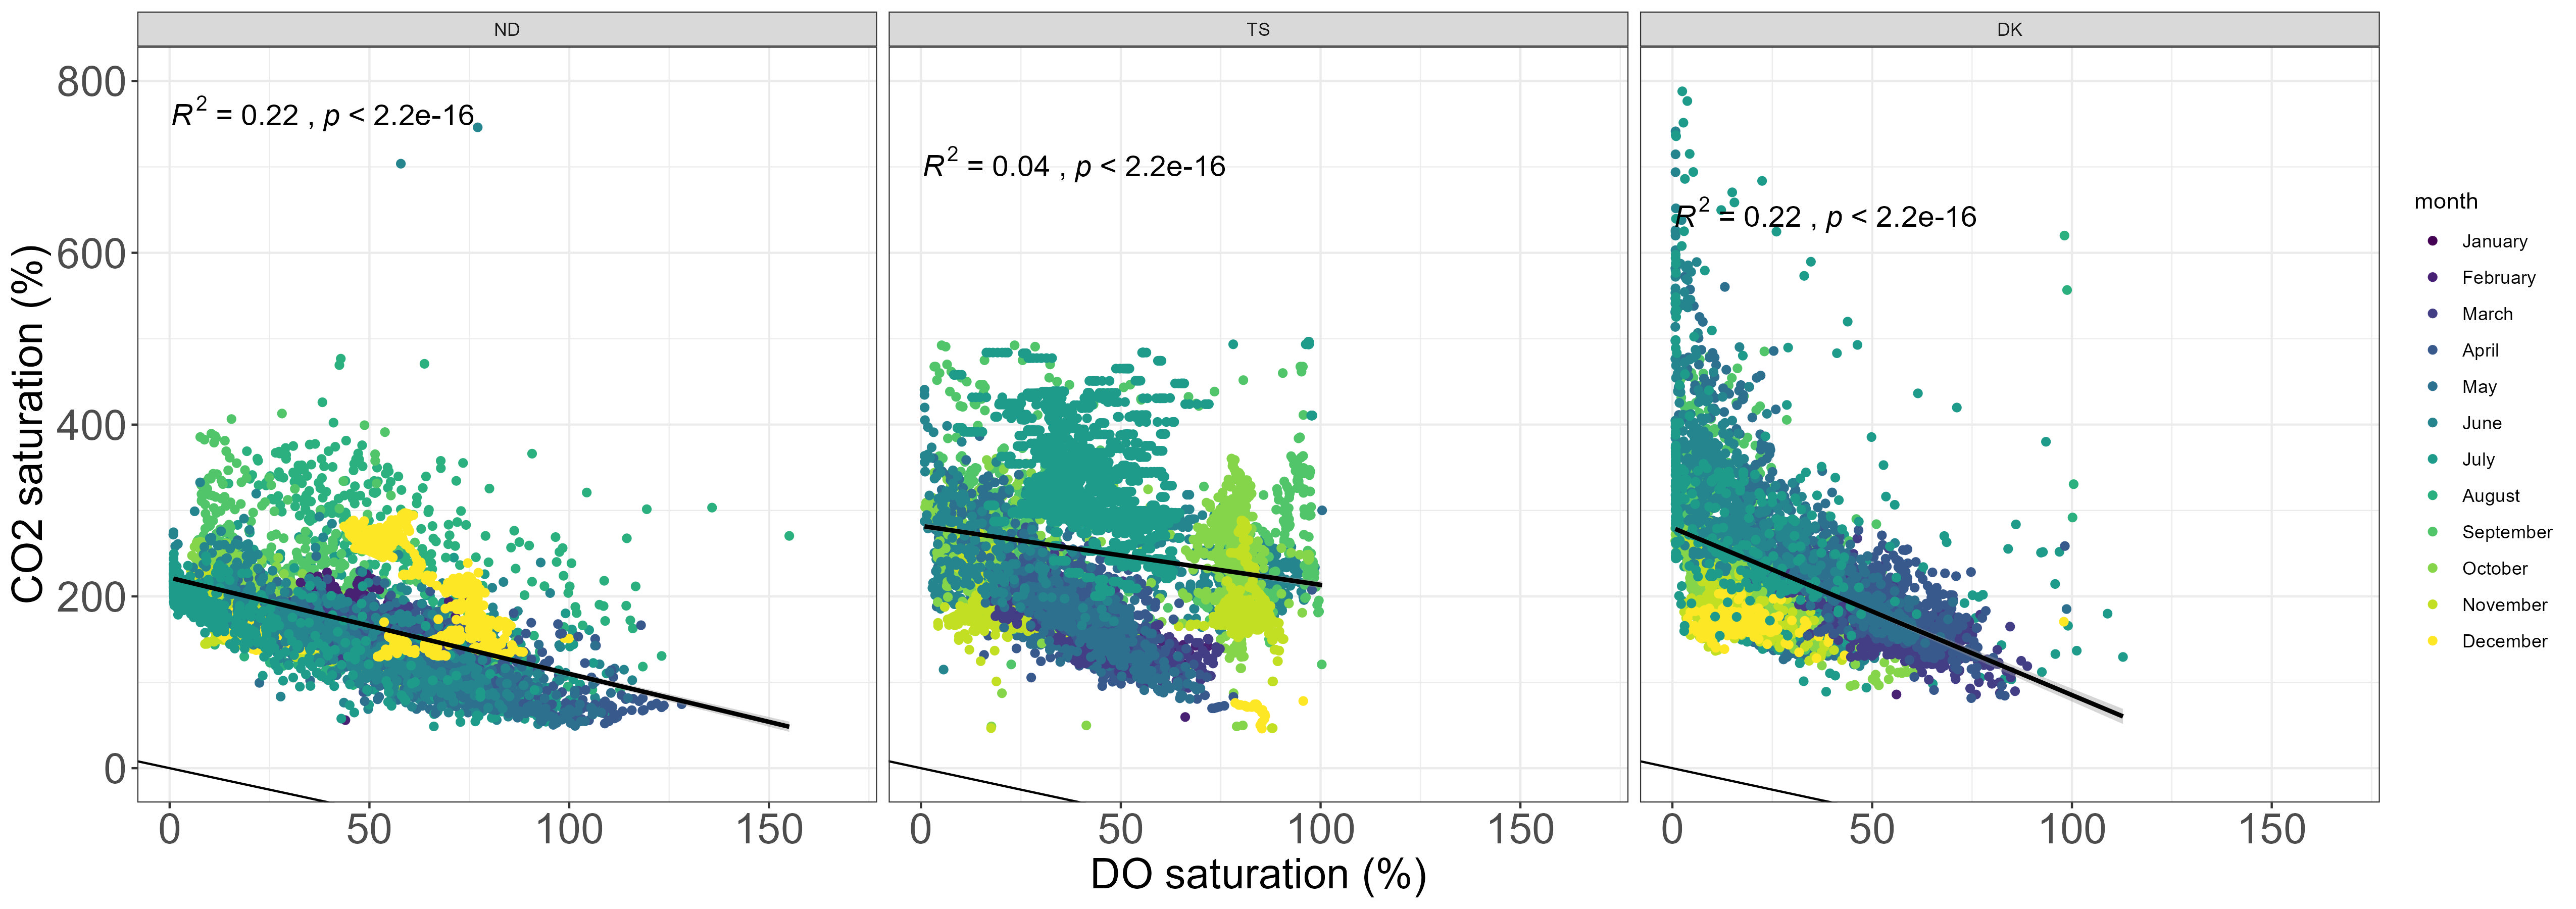 ND TS DK
R² = 0.22 , p < 2.2e-16
R² = 0.04 , p < 2.2e-16
R² = 0.22 , p < 2.2e-16
CO2 saturation (%)
800
600
400
200
0
0 50 100 150 0 50 100 150 0 50 100 150
DO saturation (%)
month
January
February
March
April
May
June
July
August
September
October
November
December